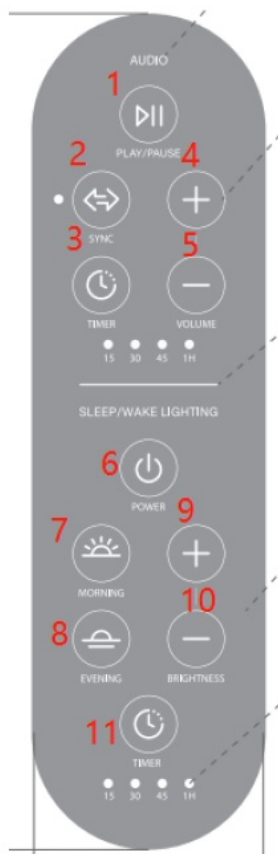 AUDIO
1
PLAY/PAUSE
2 4
SYNC
3 5
TIMER VOLUME
15 30 45 1H
SLEEP/WAKE LIGHTING
6
POWER
7 9
MORNING
8 10
EVENING BRIGHTNESS
11
TIMER
15 30 45 1H